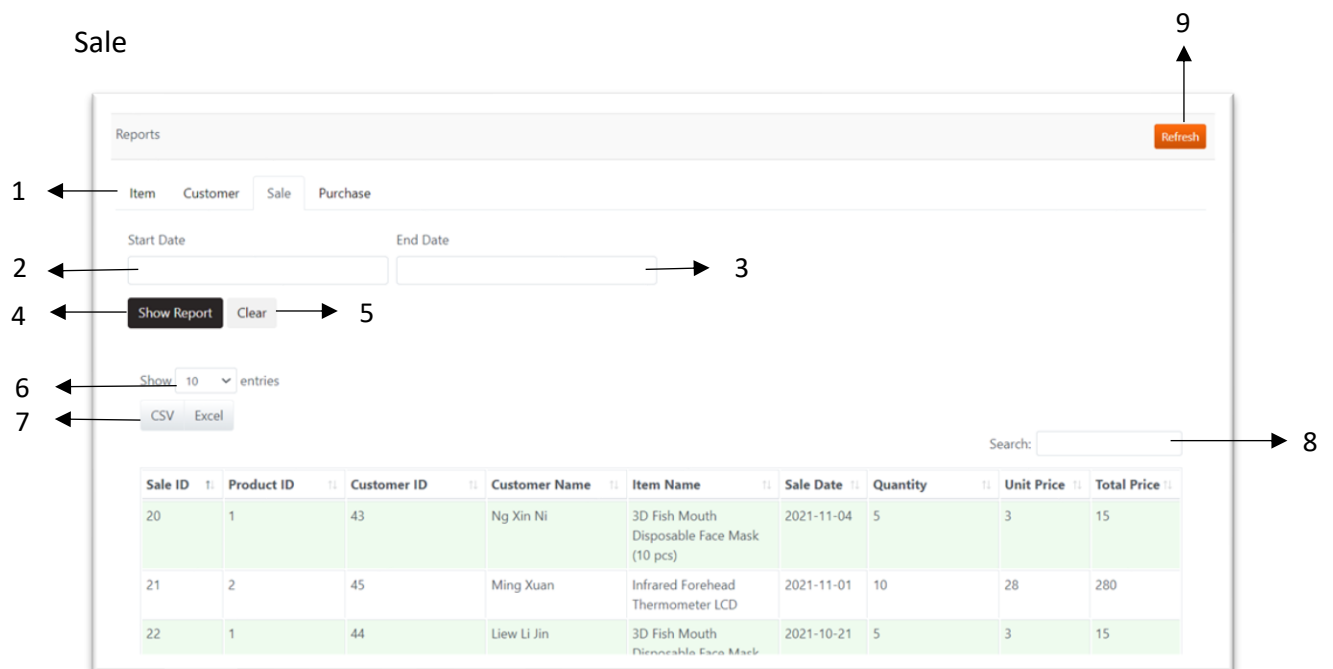 9
Sale
Reports
Refresh
1
Item Customer Sale Purchase
Start Date End Date
2
3
4
Show Report Clear
5
6
Show 10 entries
7
CSV Excel
Search:
8
Sale ID Product ID Customer ID Customer Name Item Name Sale Date Quantity Unit Price Total Price
20 1 43 Ng Xin Ni 3D Fish Mouth 2021-11-04 5 3 15
Disposable Face Mask
(10 pcs)
21 2 45 Ming Xuan Infrared Forehead 2021-11-01 10 28 280
Thermometer LCD
22 1 44 Liew Li Jin 3D Fish Mouth 2021-10-21 5 3 15
Disposable Face Mask